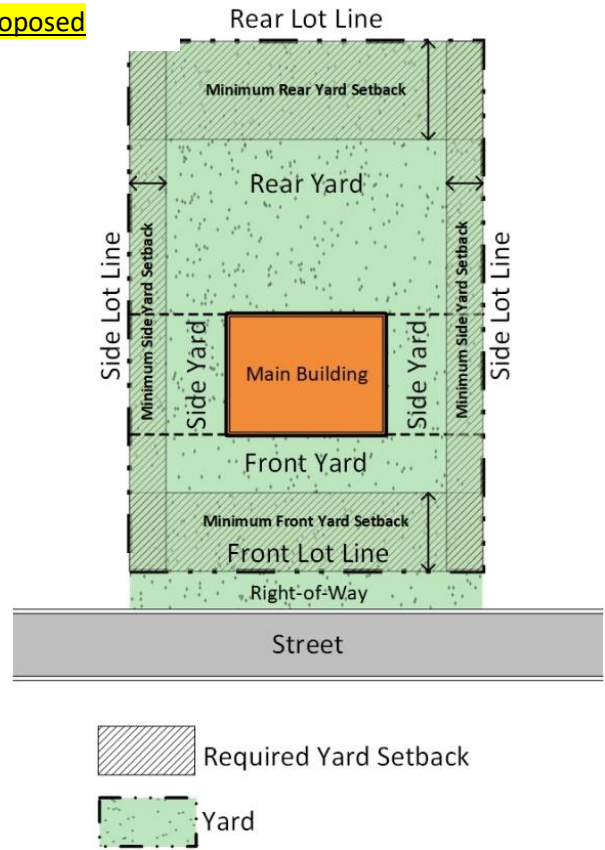 oposed
Rear Lot Line
Minimum Rear Yard Setback
Rear Yard
Side Lot Line
Minimum Side Yard Setback
Side Yard
Main Building
Side Yard
Minimum Side Yard Setback
Side Lot Line
Front Yard
Minimum Front Yard Setback
Front Lot Line
Right-of-Way
Street
Required Yard Setback
Yard